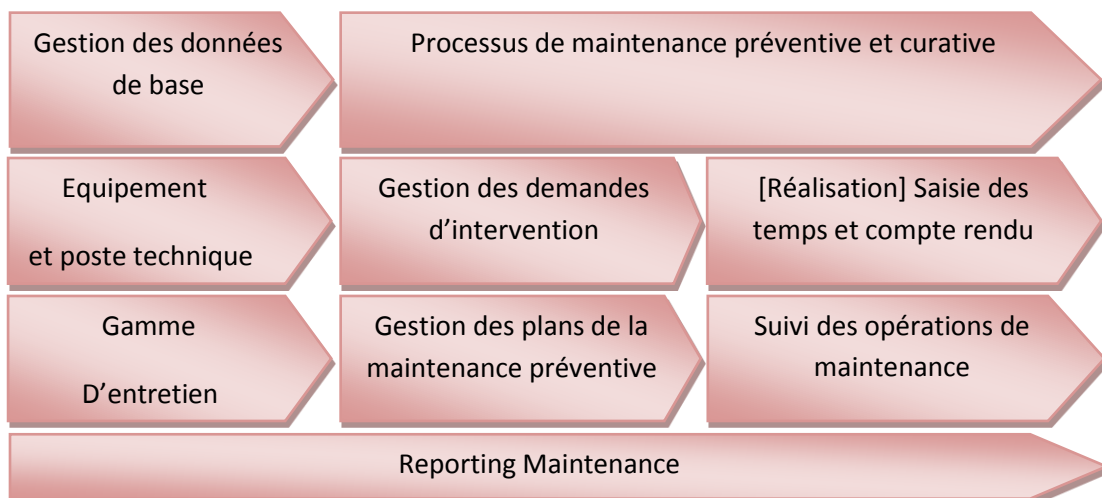 Gestion des données
de base
Processus de maintenance préventive et curative
Equipement
et poste technique
Gestion des demandes
d’intervention
[Réalisation] Saisie des
temps et compte rendu
Gamme
D’entretien
Gestion des plans de la
maintenance préventive
Suivi des opérations de
maintenance
Reporting Maintenance